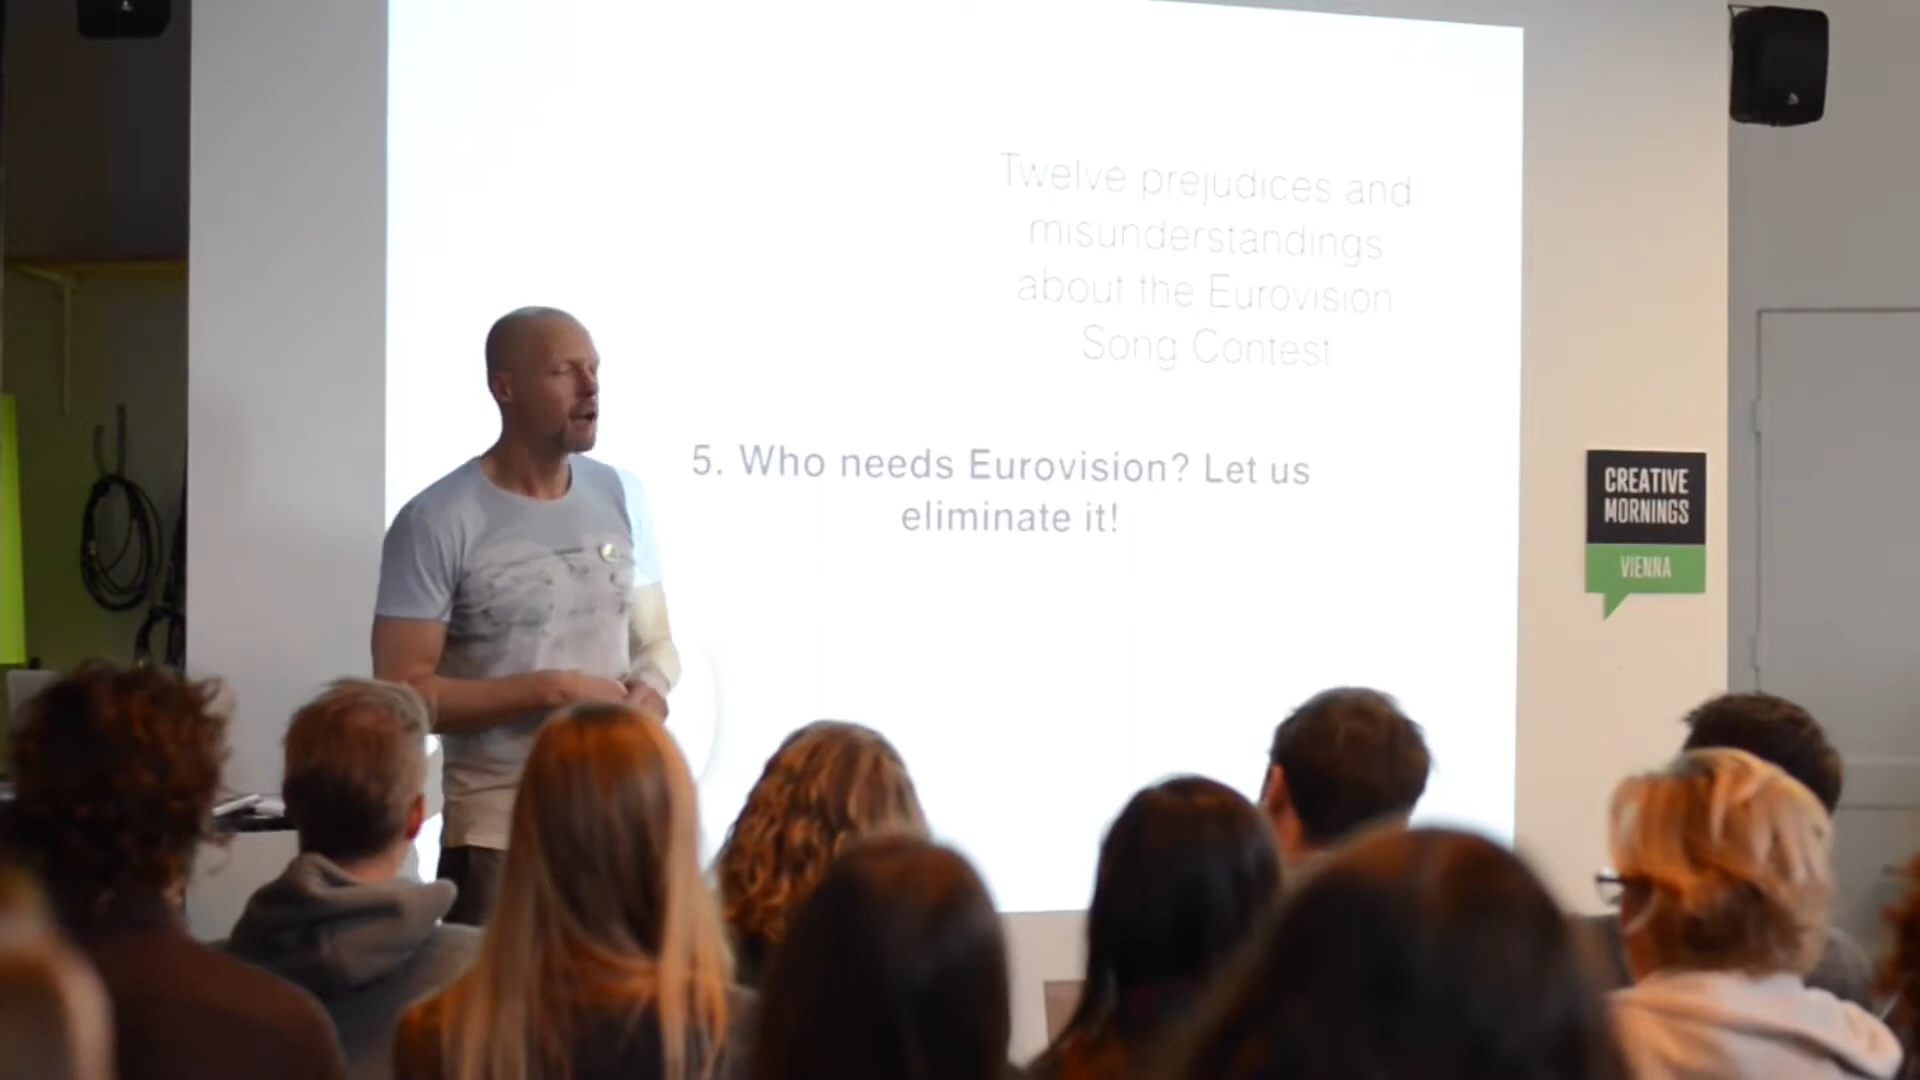 Twelve prejudices and
misunderstandings
about the Eurovision
Song Contest
5. Who needs Eurovision? Let us
eliminate it!
CREATIVE
MORNINGS
VIENNA